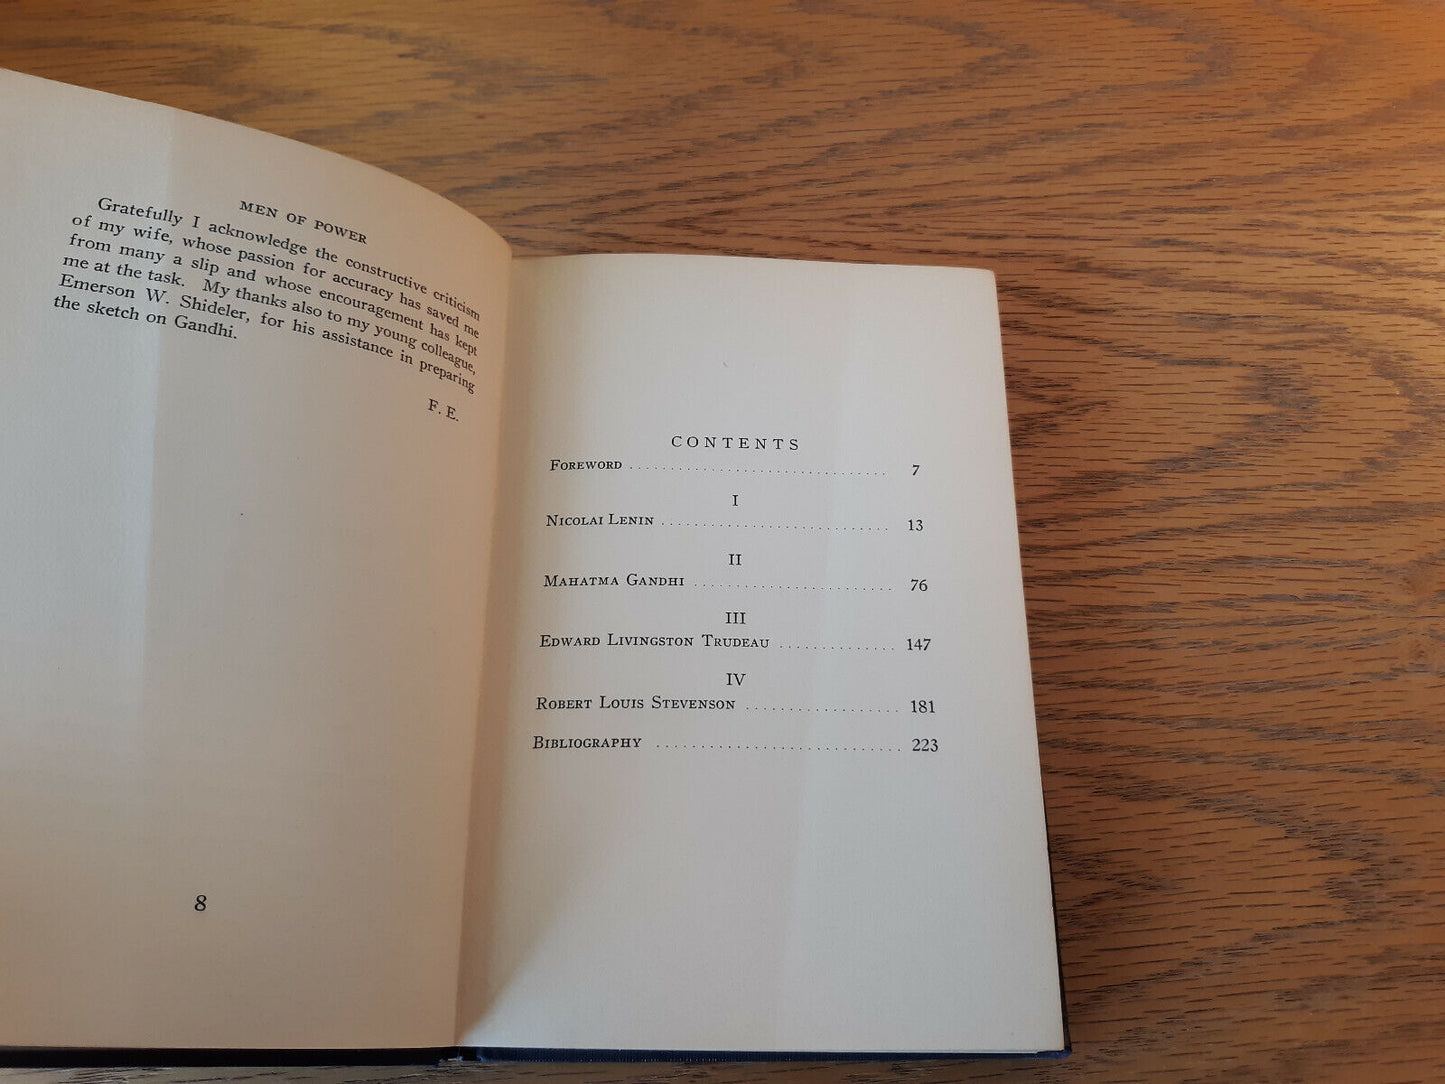 MEN OF POWER
Gratefully I acknowledge the constructive criticism
of my wife, whose passion for accuracy has saved me
from many a slip and whose encouragement has kept
me at the task. My thanks also to my young colleague,
Emerson W. Shideler, for his assistance in preparing
the sketch on Gandhi.
F. E.
8
CONTENTS
FOREWORD ................................ 7
I
NICOLAI LENIN ............................ 13
II
MAHATMA GANDHI ........................ 76
III
EDWARD LIVINGSTON TRUDEAU .............. 147
IV
ROBERT LOUIS STEVENSON .................. 181
BIBLIOGRAPHY ............................ 223